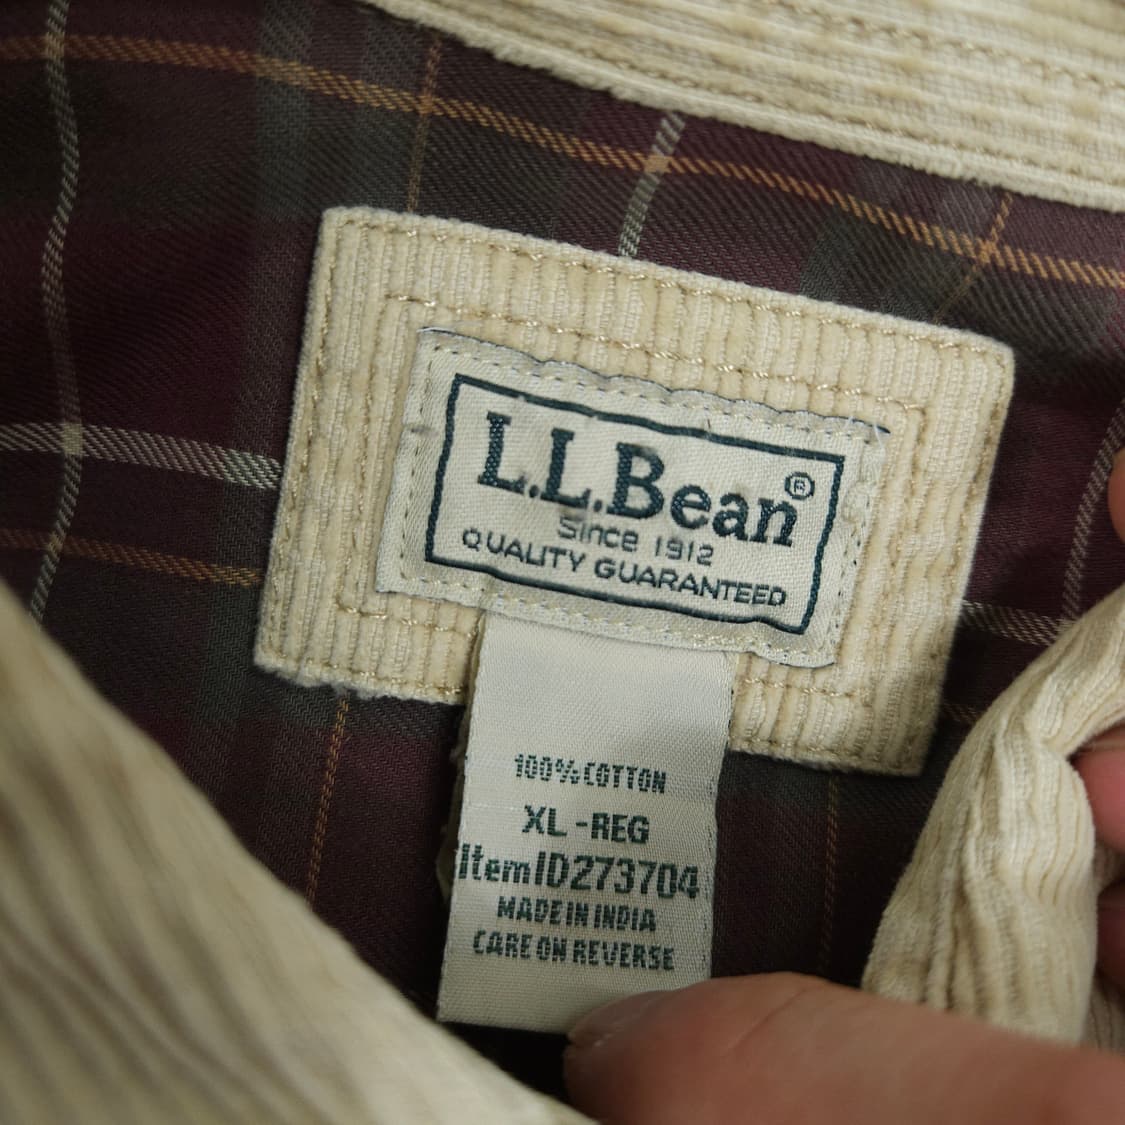 L.L.Bean®
Since 1912
QUALITY GUARANTEED
100% COTTON
XL-REG
Item ID273704
MADE IN INDIA
CARE ON REVERSE